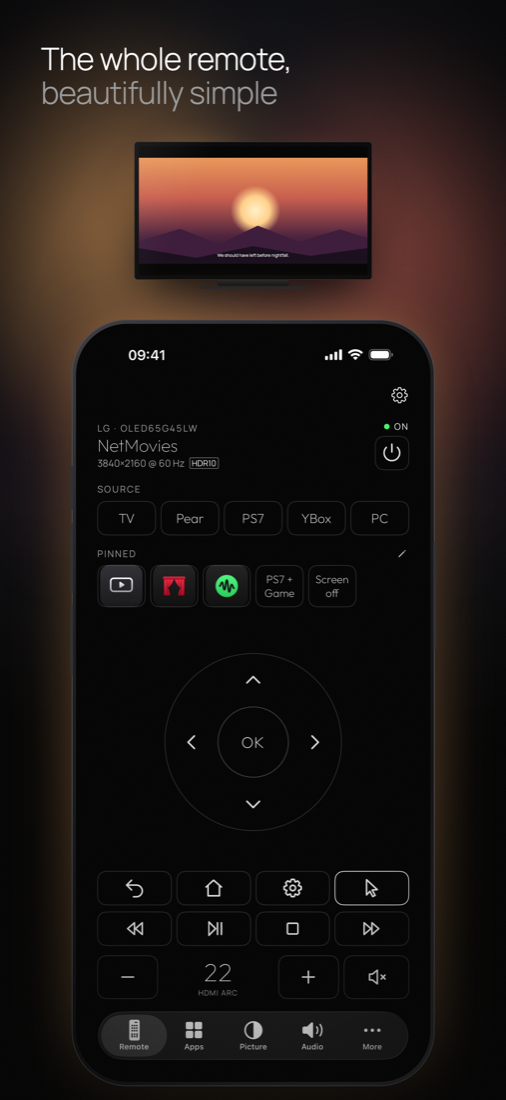 The whole remote,
beautifully simple
We should have left before nightfall.
09:41
LG · OLED65G45LW
ON
NetMovies
3840×2160 @ 60 Hz HDR10
SOURCE
TV Pear PS7 YBox PC
PINNED
PS7 +
Game
Screen
off
OK
22
HDMI ARC
Remote Apps Picture Audio More